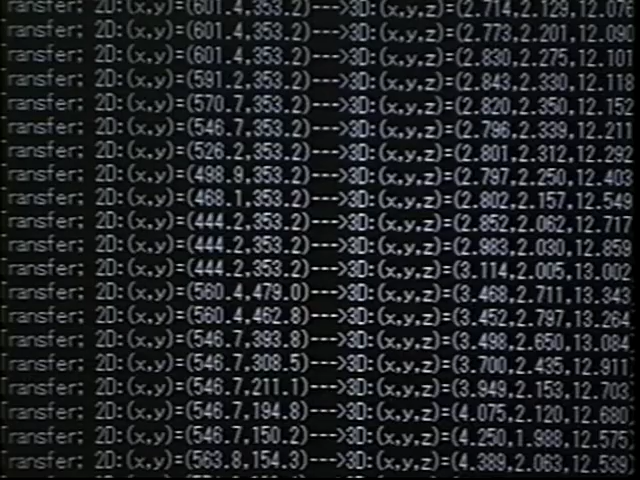 ransfer: 2D:(x,y)=(601.4,353.2)--->3D:(x,y,z)=(2.714,2.129,12.076
ransfer: 2D:(x,y)=(601.4,353.2)--->3D:(x,y,z)=(2.773,2.201,12.090
ransfer: 2D:(x,y)=(601.4,353.2)--->3D:(x,y,z)=(2.830,2.275,12.101
ransfer: 2D:(x,y)=(591.2,353.2)--->3D:(x,y,z)=(2.843,2.330,12.118
ransfer: 2D:(x,y)=(570.7,353.2)--->3D:(x,y,z)=(2.820,2.350,12.152
ransfer: 2D:(x,y)=(546.7,353.2)--->3D:(x,y,z)=(2.796,2.339,12.211
ransfer: 2D:(x,y)=(526.2,353.2)--->3D:(x,y,z)=(2.801,2.312,12.292
ransfer: 2D:(x,y)=(498.9,353.2)--->3D:(x,y,z)=(2.797,2.250,12.403
ransfer: 2D:(x,y)=(468.1,353.2)--->3D:(x,y,z)=(2.802,2.157,12.549
Transfer: 2D:(x,y)=(444.2,353.2)--->3D:(x,y,z)=(2.852,2.062,12.717
Transfer: 2D:(x,y)=(444.2,353.2)--->3D:(x,y,z)=(2.983,2.030,12.859
Transfer: 2D:(x,y)=(444.2,353.2)--->3D:(x,y,z)=(3.114,2.005,13.002
Transfer: 2D:(x,y)=(560.4,479.0)--->3D:(x,y,z)=(3.468,2.711,13.343
Transfer: 2D:(x,y)=(560.4,462.8)--->3D:(x,y,z)=(3.452,2.797,13.264
Transfer: 2D:(x,y)=(546.7,393.8)--->3D:(x,y,z)=(3.498,2.650,13.084
Transfer: 2D:(x,y)=(546.7,308.5)--->3D:(x,y,z)=(3.700,2.435,12.911
Transfer: 2D:(x,y)=(546.7,211.1)--->3D:(x,y,z)=(3.949,2.153,12.703
Transfer: 2D:(x,y)=(546.7,194.8)--->3D:(x,y,z)=(4.075,2.120,12.680
Transfer: 2D:(x,y)=(546.7,150.2)--->3D:(x,y,z)=(4.250,1.988,12.575
Transfer: 2D:(x,y)=(563.8,154.3)--->3D:(x,y,z)=(4.389,2.063,12.539)